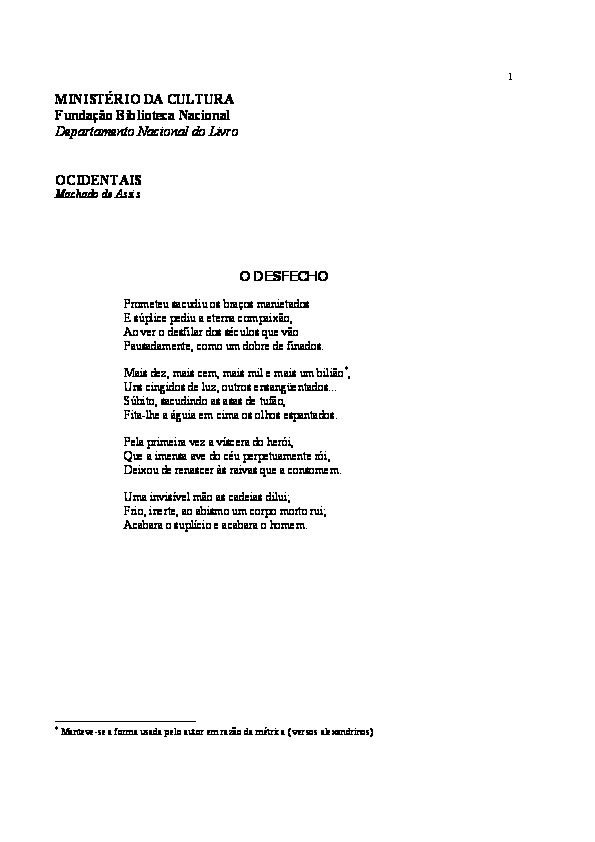 1
MINISTÉRIO DA CULTURA
Fundação Biblioteca Nacional
Departamento Nacional do Livro
OCIDENTAIS
Machado de Assis
O DESFECHO
Prometeu sacudiu os braços manietados
E súplice pediu a eterna compaixão,
Ao ver o desfilar dos séculos que vão
Pausadamente, como um dobre de finados.
Mais dez, mais cem, mais mil e mais um bilião*,
Uns cingidos de luz, outros ensangüentados...
Súbito, sacudindo as asas de tufão,
Fita-lhe a águia em cima os olhos espantados.
Pela primeira vez a víscera do herói,
Que a imensa ave do céu perpetuamente rói,
Deixou de renascer às raivas que a consomem.
Uma invisível mão as cadeias dilui;
Frio, inerte, ao abismo um corpo morto rui;
Acabara o suplício e acabara o homem.
* Manteve-se a forma usada pelo autor em razão da métrica (versos alexandrinos)